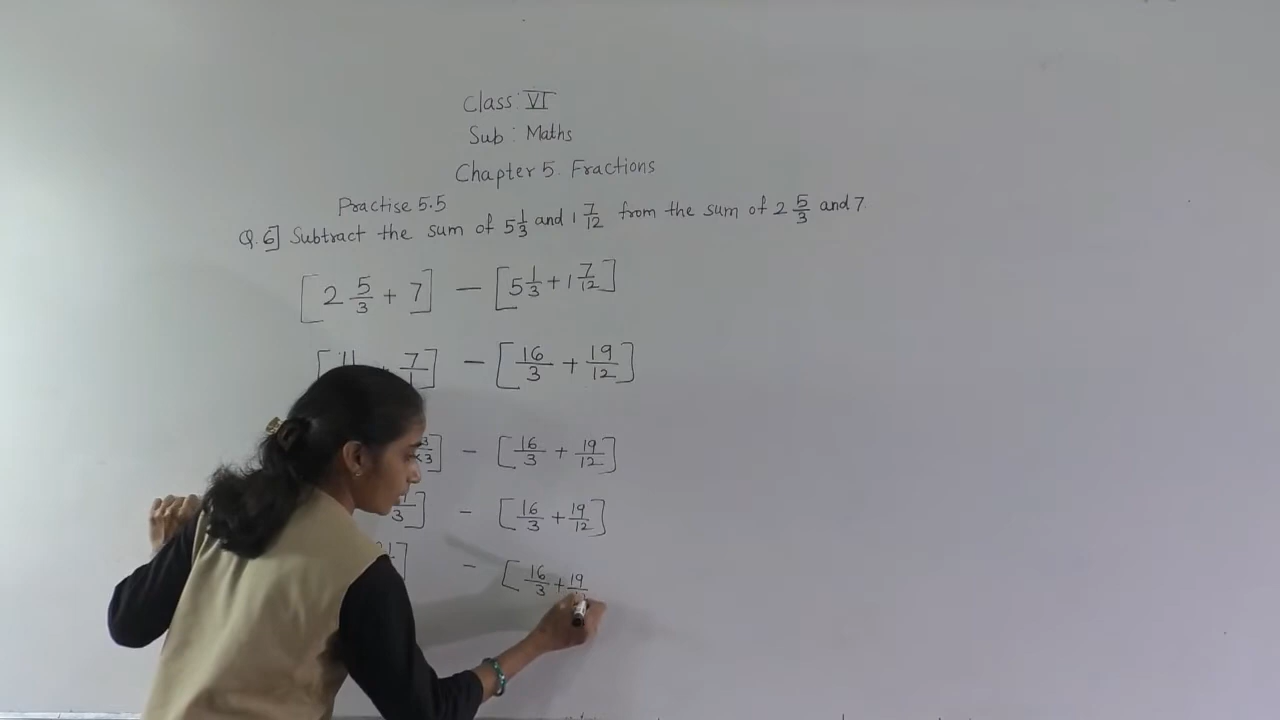 Class : VI
Sub : Maths
Chapter 5. Fractions
Practise 5.5
Q.6] Subtract the sum of 5 1/3 and 1 7/12 from the sum of 2 5/3 and 7.
[2 5/3 + 7] — [5 1/3 + 1 7/12]
[11 + 7/1] — [16/3 + 19/12]
3/×3] - [16/3 + 19/12]
/3] - [16/3 + 19/12]
] - [16/3 + 19/